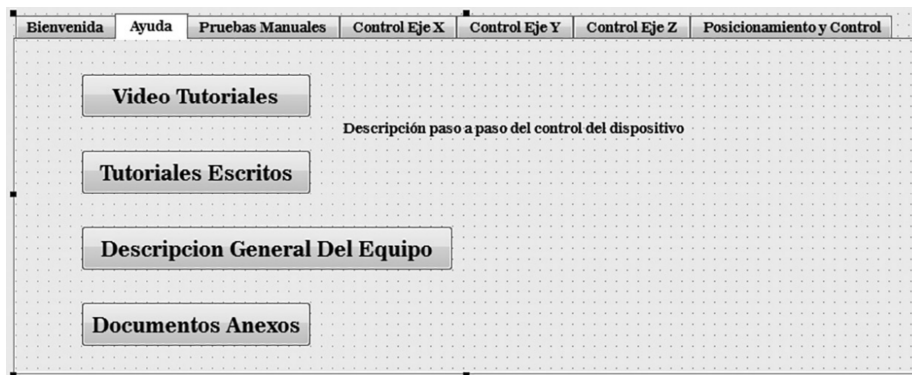 Bienvenida Ayuda Pruebas Manuales Control Eje X Control Eje Y Control Eje Z Posicionamiento y Control
Video Tutoriales
Descripción paso a paso del control del dispositivo
Tutoriales Escritos
Descripcion General Del Equipo
Documentos Anexos